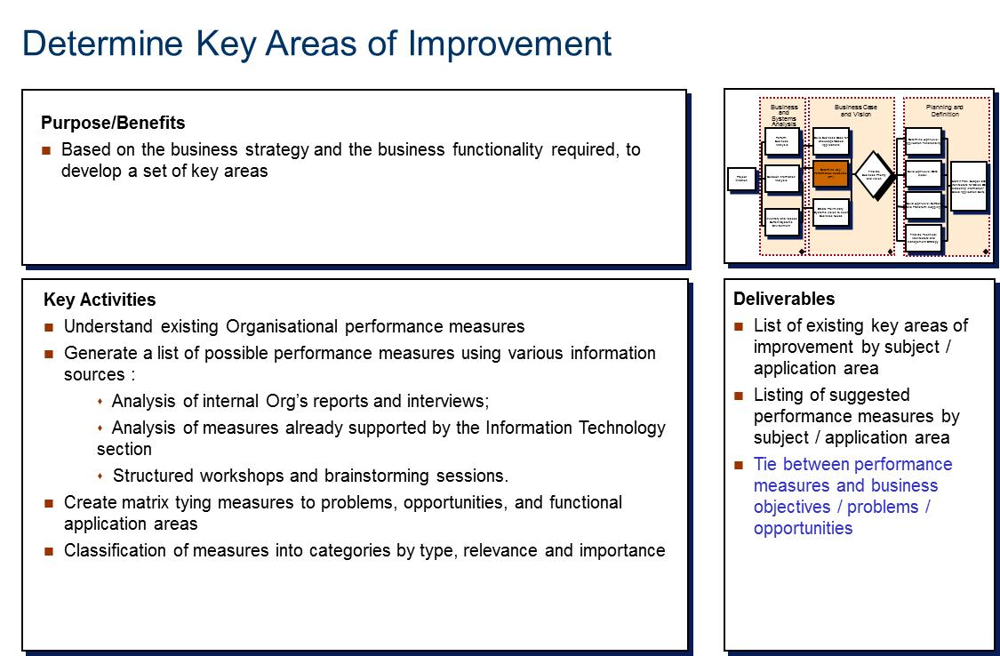 Determine Key Areas of Improvement
Purpose/Benefits
Based on the business strategy and the business functionality required, to
develop a set of key areas
Business
and
Systems
Analysis
Business Case
and Vision
Planning and
Definition
Key Activities
Understand existing Organisational performance measures
Generate a list of possible performance measures using various information
sources :
Analysis of internal Org's reports and interviews;
Analysis of measures already supported by the Information Technology
section
Structured workshops and brainstorming sessions.
Create matrix tying measures to problems, opportunities, and functional
application areas
Classification of measures into categories by type, relevance and importance
Deliverables
List of existing key areas of
improvement by subject /
application area
Listing of suggested
performance measures by
subject / application area
Tie between performance
measures and business
objectives / problems /
opportunities